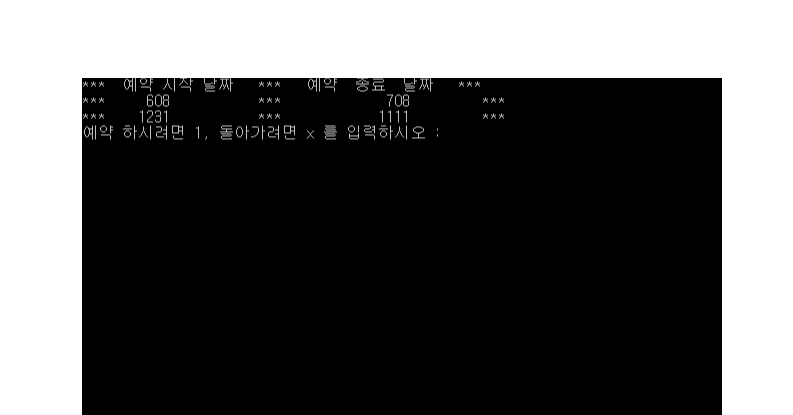 *** 예약 시작 날짜 *** 예약 종료 날짜 ***
*** 608 *** 708 ***
*** 1231 *** 1111 ***
예약 하시려면 1, 돌아가려면 x 를 입력하시오 :